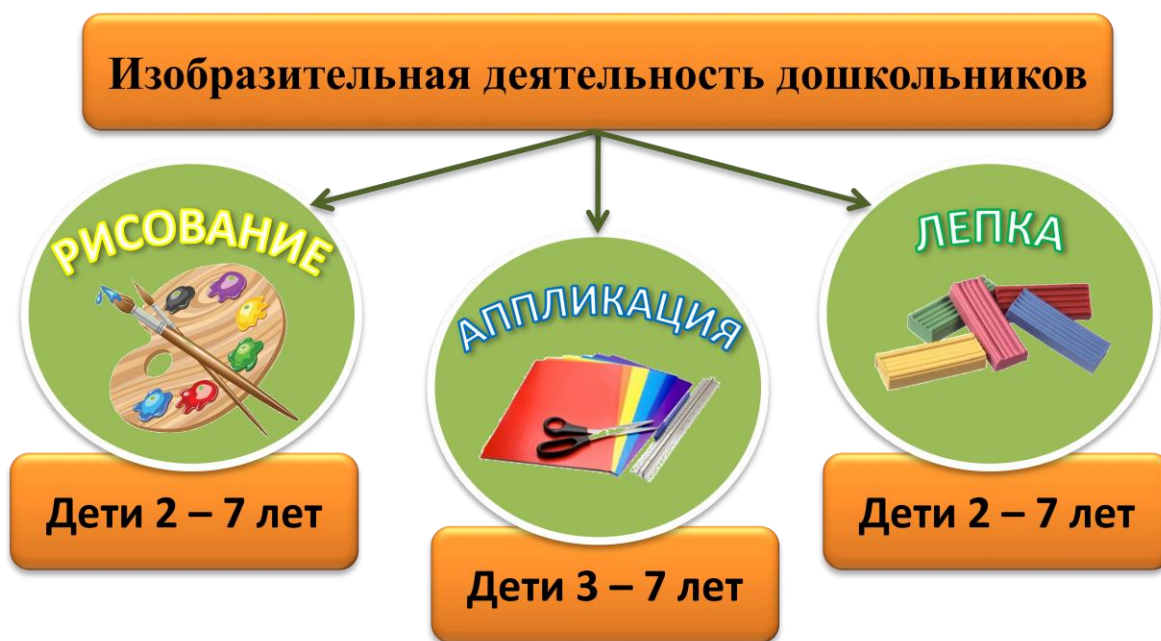 Изобразительная деятельность дошкольников
РИСОВАНИЕ
Дети 2 – 7 лет
АППЛИКАЦИЯ
Дети 3 – 7 лет
ЛЕПКА
Дети 2 – 7 лет